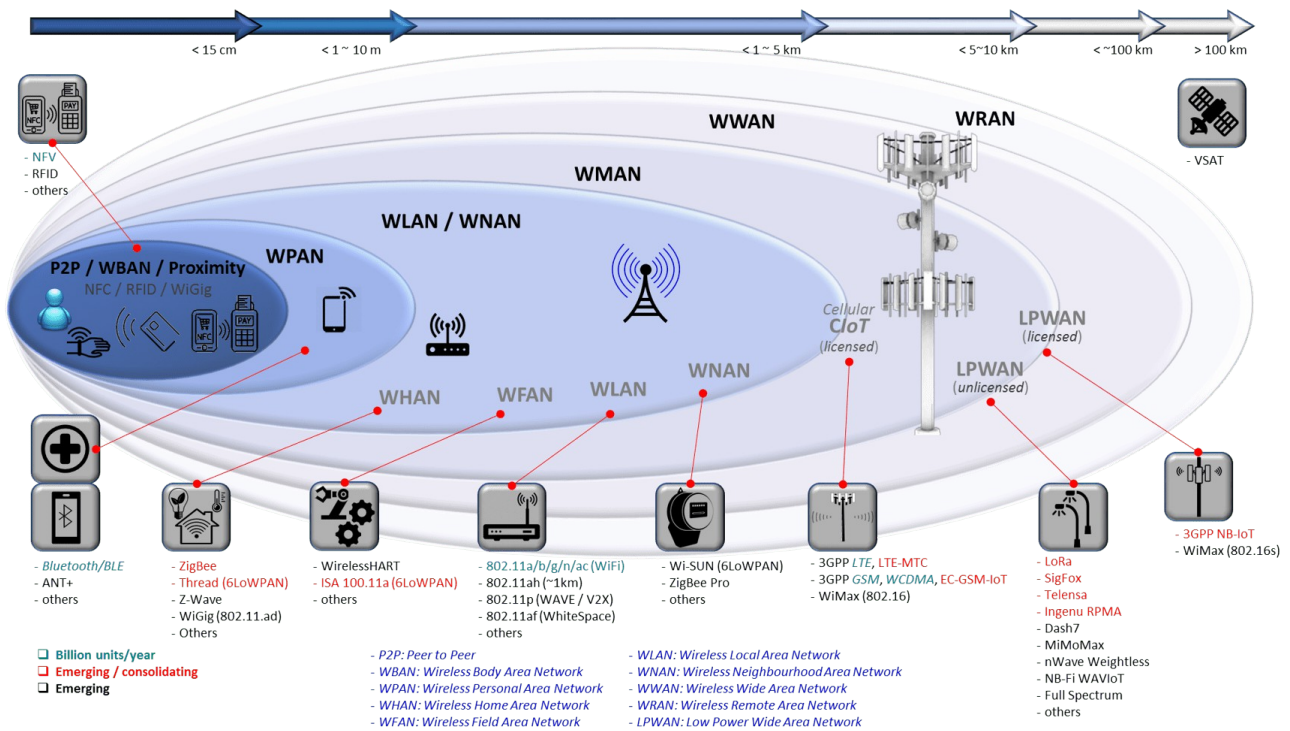 < 15 cm
< 1 ~ 10 m
< 1 ~ 5 km
< 5~10 km
< ~100 km
> 100 km
NFC
PAY
- NFV
- RFID
- others
- VSAT
WRAN
WWAN
WMAN
WLAN / WNAN
WPAN
P2P / WBAN / Proximity
NFC / RFID / WiGig
NFC
PAY
Cellular
CIoT
(licensed)
LPWAN
(licensed)
LPWAN
(unlicensed)
WNAN
WLAN
WFAN
WHAN
- Bluetooth/BLE
- ANT+
- others
- ZigBee
- Thread (6LoWPAN)
- Z-Wave
- WiGig (802.11.ad)
- Others
- WirelessHART
- ISA 100.11a (6LoWPAN)
- others
- 802.11a/b/g/n/ac (WiFi)
- 802.11ah (~1km)
- 802.11p (WAVE / V2X)
- 802.11af (WhiteSpace)
- others
- Wi-SUN (6LoWPAN)
- ZigBee Pro
- others
- 3GPP LTE, LTE-MTC
- 3GPP GSM, WCDMA, EC-GSM-IoT
- WiMax (802.16)
- LoRa
- SigFox
- Telensa
- Ingenu RPMA
- Dash7
- MiMoMax
- nWave Weightless
- NB-Fi WAVIoT
- Full Spectrum
- others
- 3GPP NB-IoT
- WiMax (802.16s)
Billion units/year
Emerging / consolidating
Emerging
- P2P: Peer to Peer
- WBAN: Wireless Body Area Network
- WPAN: Wireless Personal Area Network
- WHAN: Wireless Home Area Network
- WFAN: Wireless Field Area Network
- WLAN: Wireless Local Area Network
- WNAN: Wireless Neighbourhood Area Network
- WWAN: Wireless Wide Area Network
- WRAN: Wireless Remote Area Network
- LPWAN: Low Power Wide Area Network